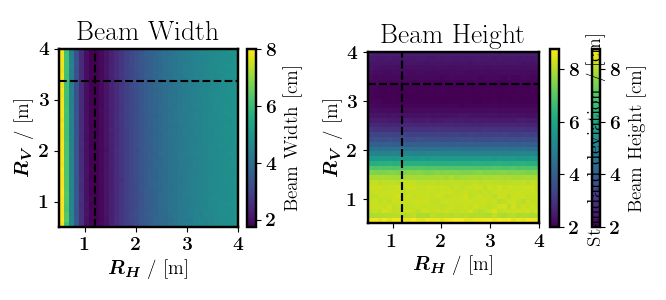 Beam Width
4
3
2
1
R_V / [m]
1 2 3 4
R_H / [m]
8
6
4
2
Beam Width [cm]
Beam Height
4
3
2
1
R_V / [m]
1 2 3 4
R_H / [m]
8
6
4
2
8
6
4
2
Beam Height [cm]